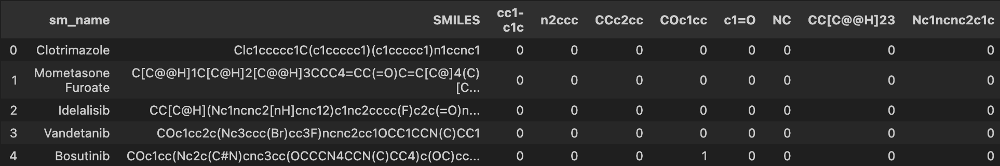 sm_name SMILES cc1-c1c n2ccc CCc2cc COc1cc c1=O NC CC[C@@H]23 Nc1ncnc2c1c
0 Clotrimazole Clc1ccccc1C(c1ccccc1)(c1ccccc1)n1ccnc1 0 0 0 0 0 0 0 0
1 Mometasone Furoate C[C@@H]1C[C@H]2[C@@H]3CCC4=CC(=O)C=C[C@]4(C)[C... 0 0 0 0 0 0 0 0
2 Idelalisib CC[C@H](Nc1ncnc2[nH]cnc12)c1nc2cccc(F)c2c(=O)n... 0 0 0 0 0 0 0 0
3 Vandetanib COc1cc2c(Nc3ccc(Br)cc3F)ncnc2cc1OCC1CCN(C)CC1 0 0 0 0 0 0 0 0
4 Bosutinib COc1cc(Nc2c(C#N)cnc3cc(OCCCN4CCN(C)CC4)c(OC)cc... 0 0 0 1 0 0 0 0